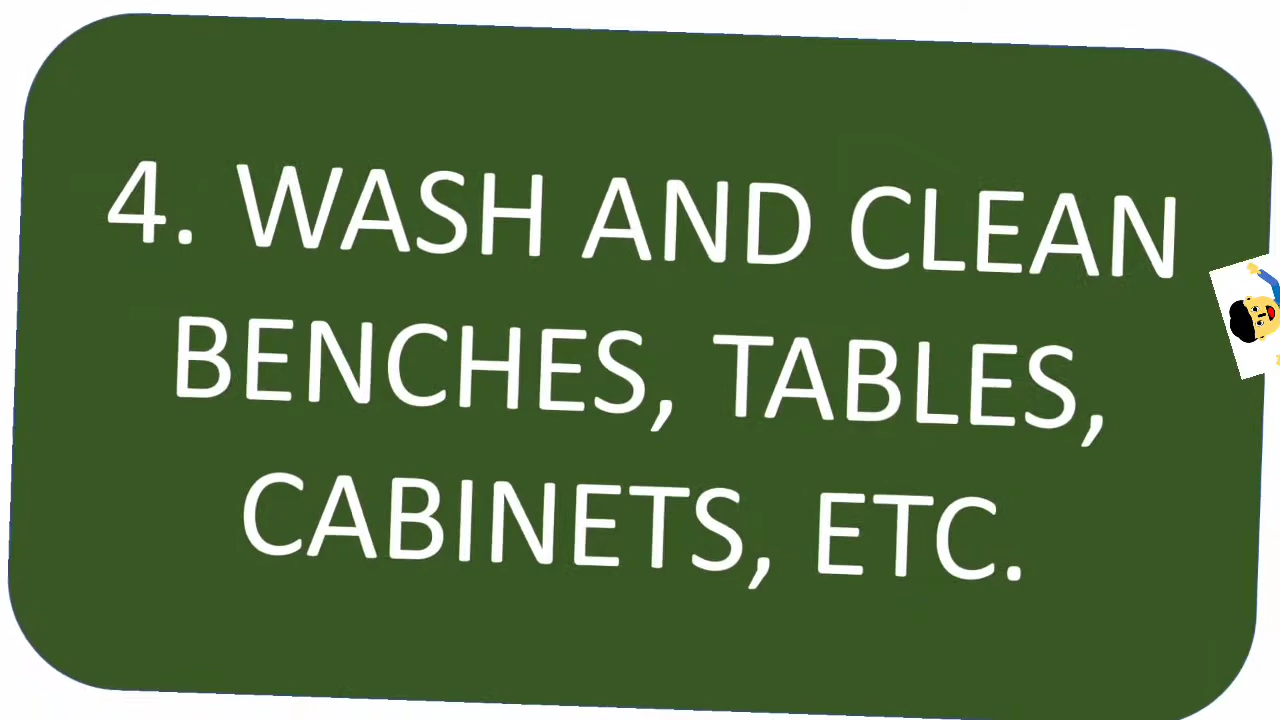 4. WASH AND CLEAN
BENCHES, TABLES,
CABINETS, ETC.